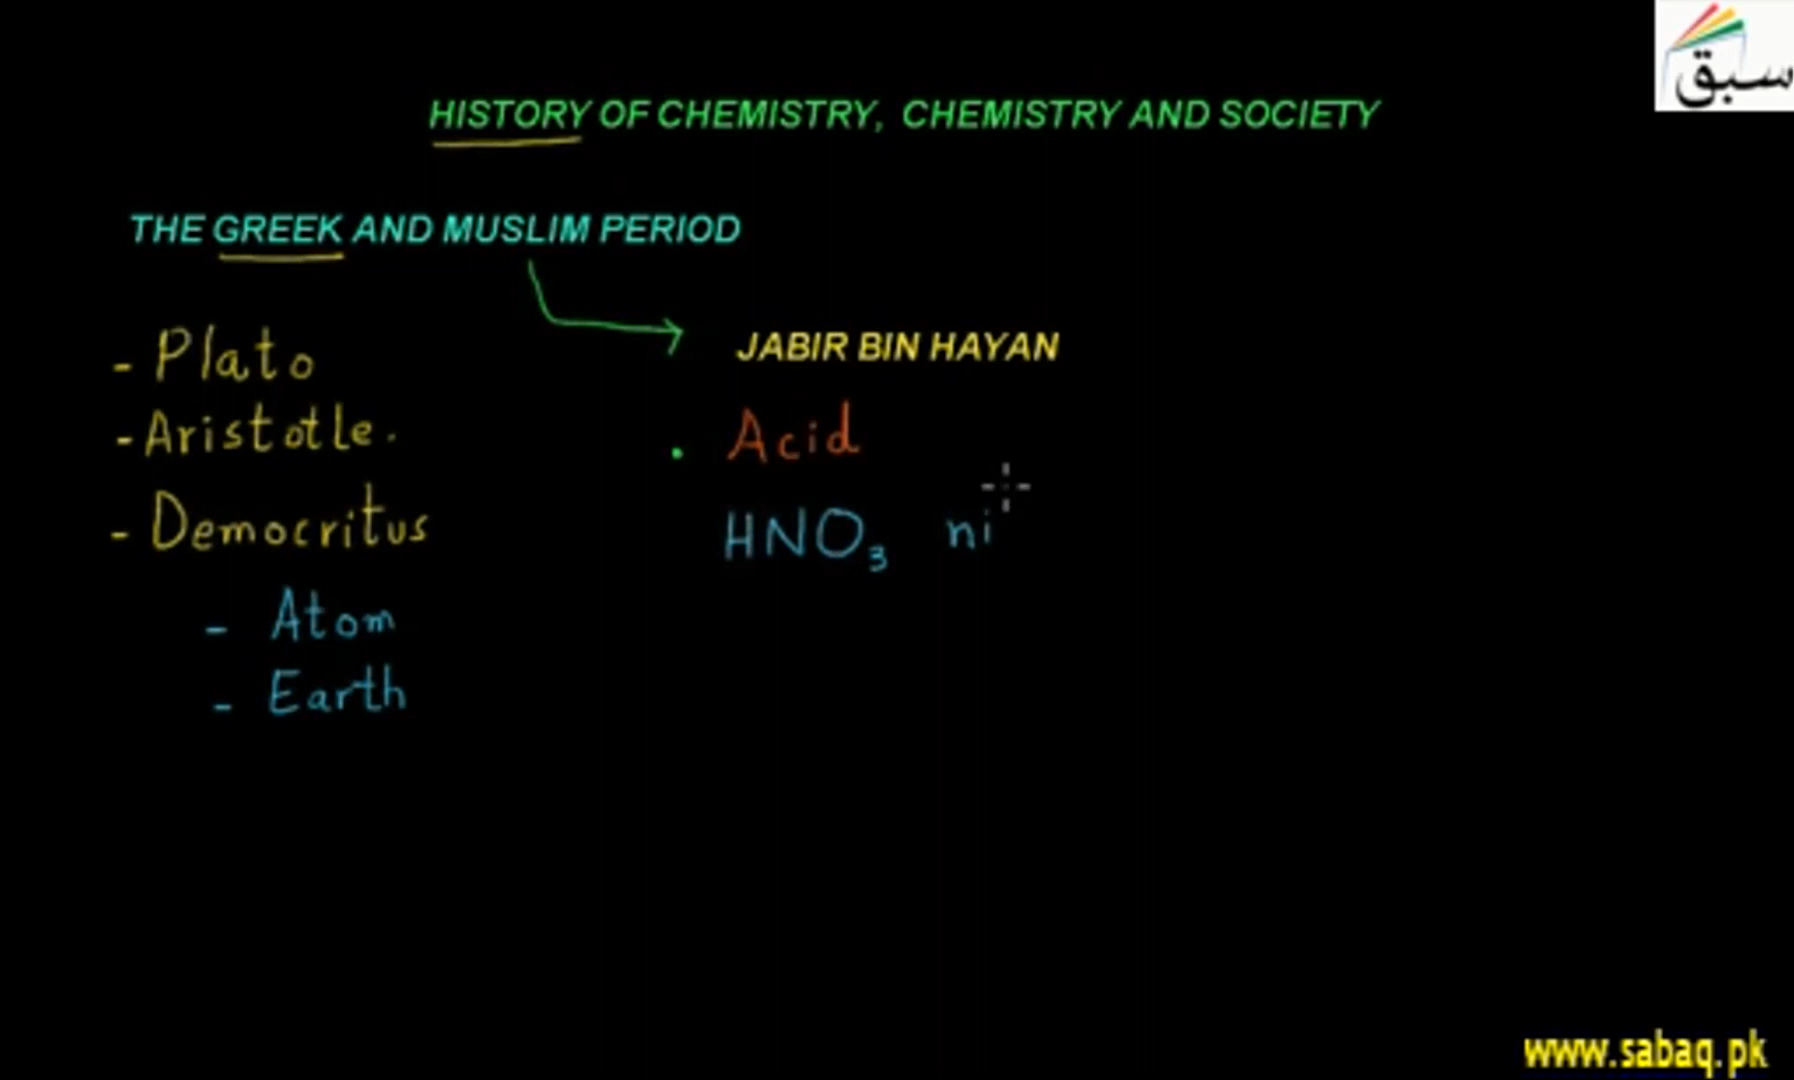 سبق
HISTORY OF CHEMISTRY, CHEMISTRY AND SOCIETY
THE GREEK AND MUSLIM PERIOD
- Plato
- Aristotle.
- Democritus
- Atom
- Earth
JABIR BIN HAYAN
. Acid
HNO₃ ni
www.sabaq.pk